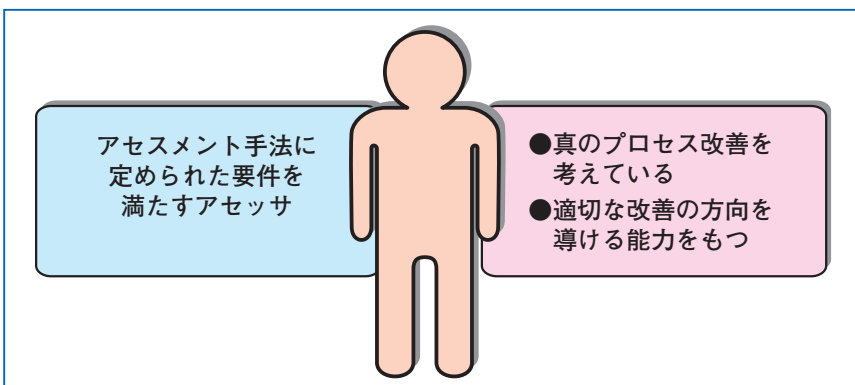 アセスメント手法に
定められた要件を
満たすアセッサ
●真のプロセス改善を
考えている
●適切な改善の方向を
導ける能力をもつ